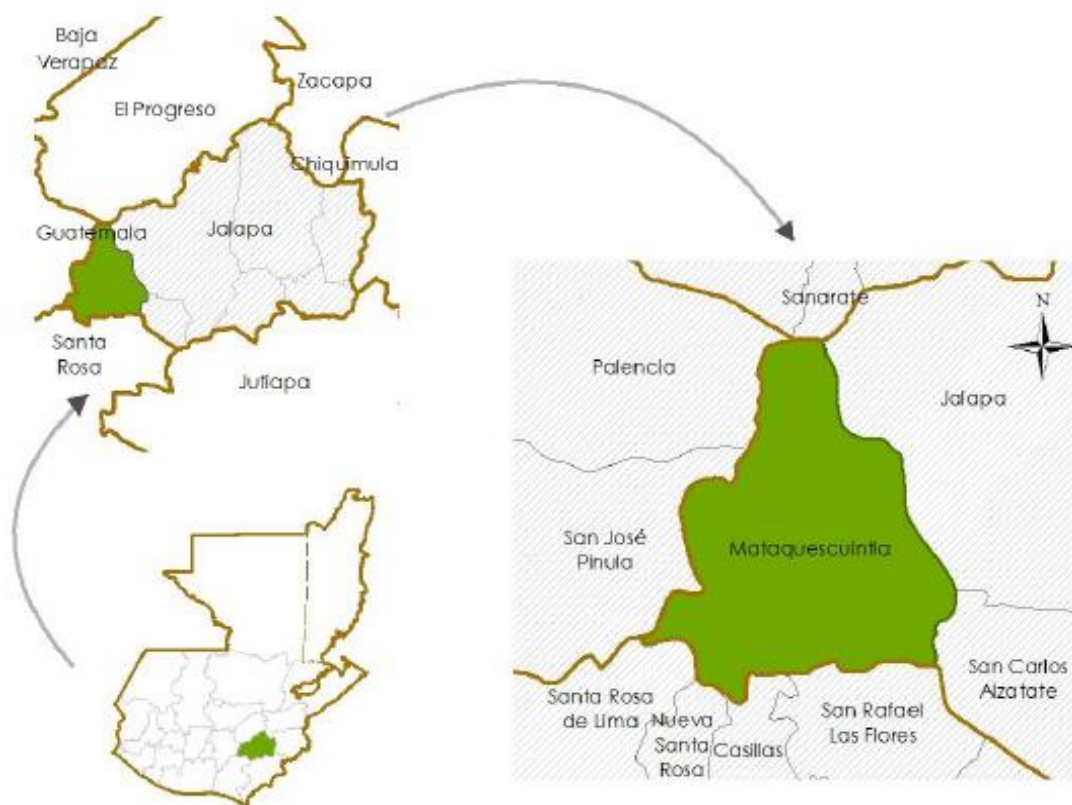 Baja
Verapaz
Zacapa
El Progreso
Chiquimula
Guatemala
Jalapa
Santa
Rosa
Jutiapa
Sanarate
N
Palencia
Jalapa
San José
Pinula
Mataquescuintla
San Carlos
Alzatate
Santa Rosa
de Lima
Nueva
Santa
Rosa
Casillas
San Rafael
Las Flores